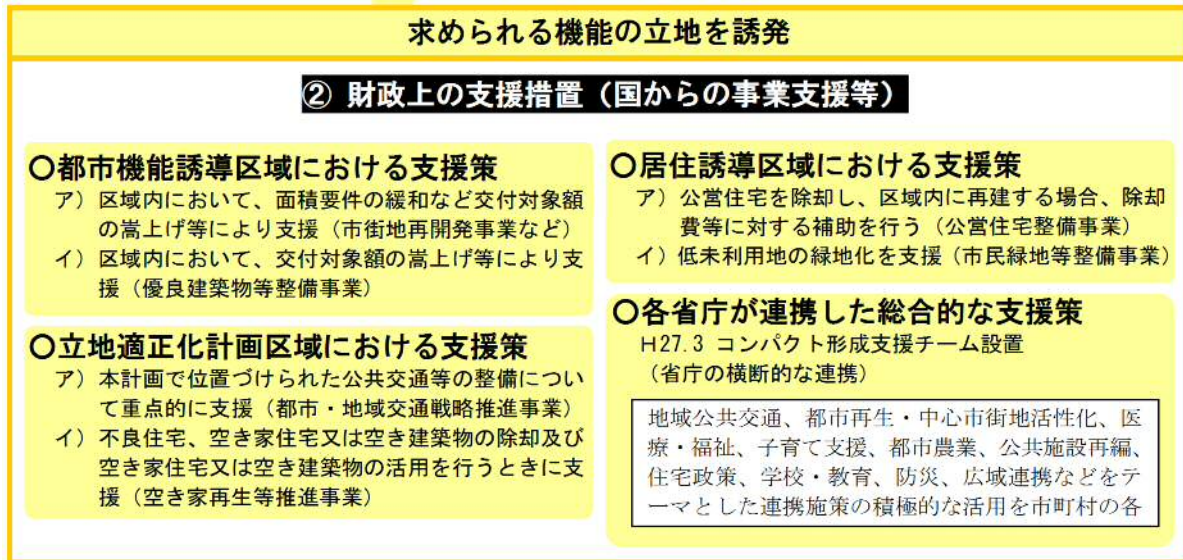 求められる機能の立地を誘発
② 財政上の支援措置（国からの事業支援等）
〇都市機能誘導区域における支援策
ア）区域内において、面積要件の緩和など交付対象額
の嵩上げ等により支援（市街地再開発事業など）
イ）区域内において、交付対象額の嵩上げ等により支
援（優良建築物等整備事業）
〇立地適正化計画区域における支援策
ア）本計画で位置づけられた公共交通等の整備につい
て重点的に支援（都市・地域交通戦略推進事業）
イ）不良住宅、空き家住宅又は空き建築物の除却及び
空き家住宅又は空き建築物の活用を行うときに支
援（空き家再生等推進事業）
〇居住誘導区域における支援策
ア）公営住宅を除却し、区域内に再建する場合、除却
費等に対する補助を行う（公営住宅整備事業）
イ）低未利用地の緑地化を支援（市民緑地等整備事業）
〇各省庁が連携した総合的な支援策
H27.3 コンパクト形成支援チーム設置
（省庁の横断的な連携）
地域公共交通、都市再生・中心市街地活性化、医
療・福祉、子育て支援、都市農業、公共施設再編、
住宅政策、学校・教育、防災、広域連携などをテ
ーマとした連携施策の積極的な活用を市町村の各